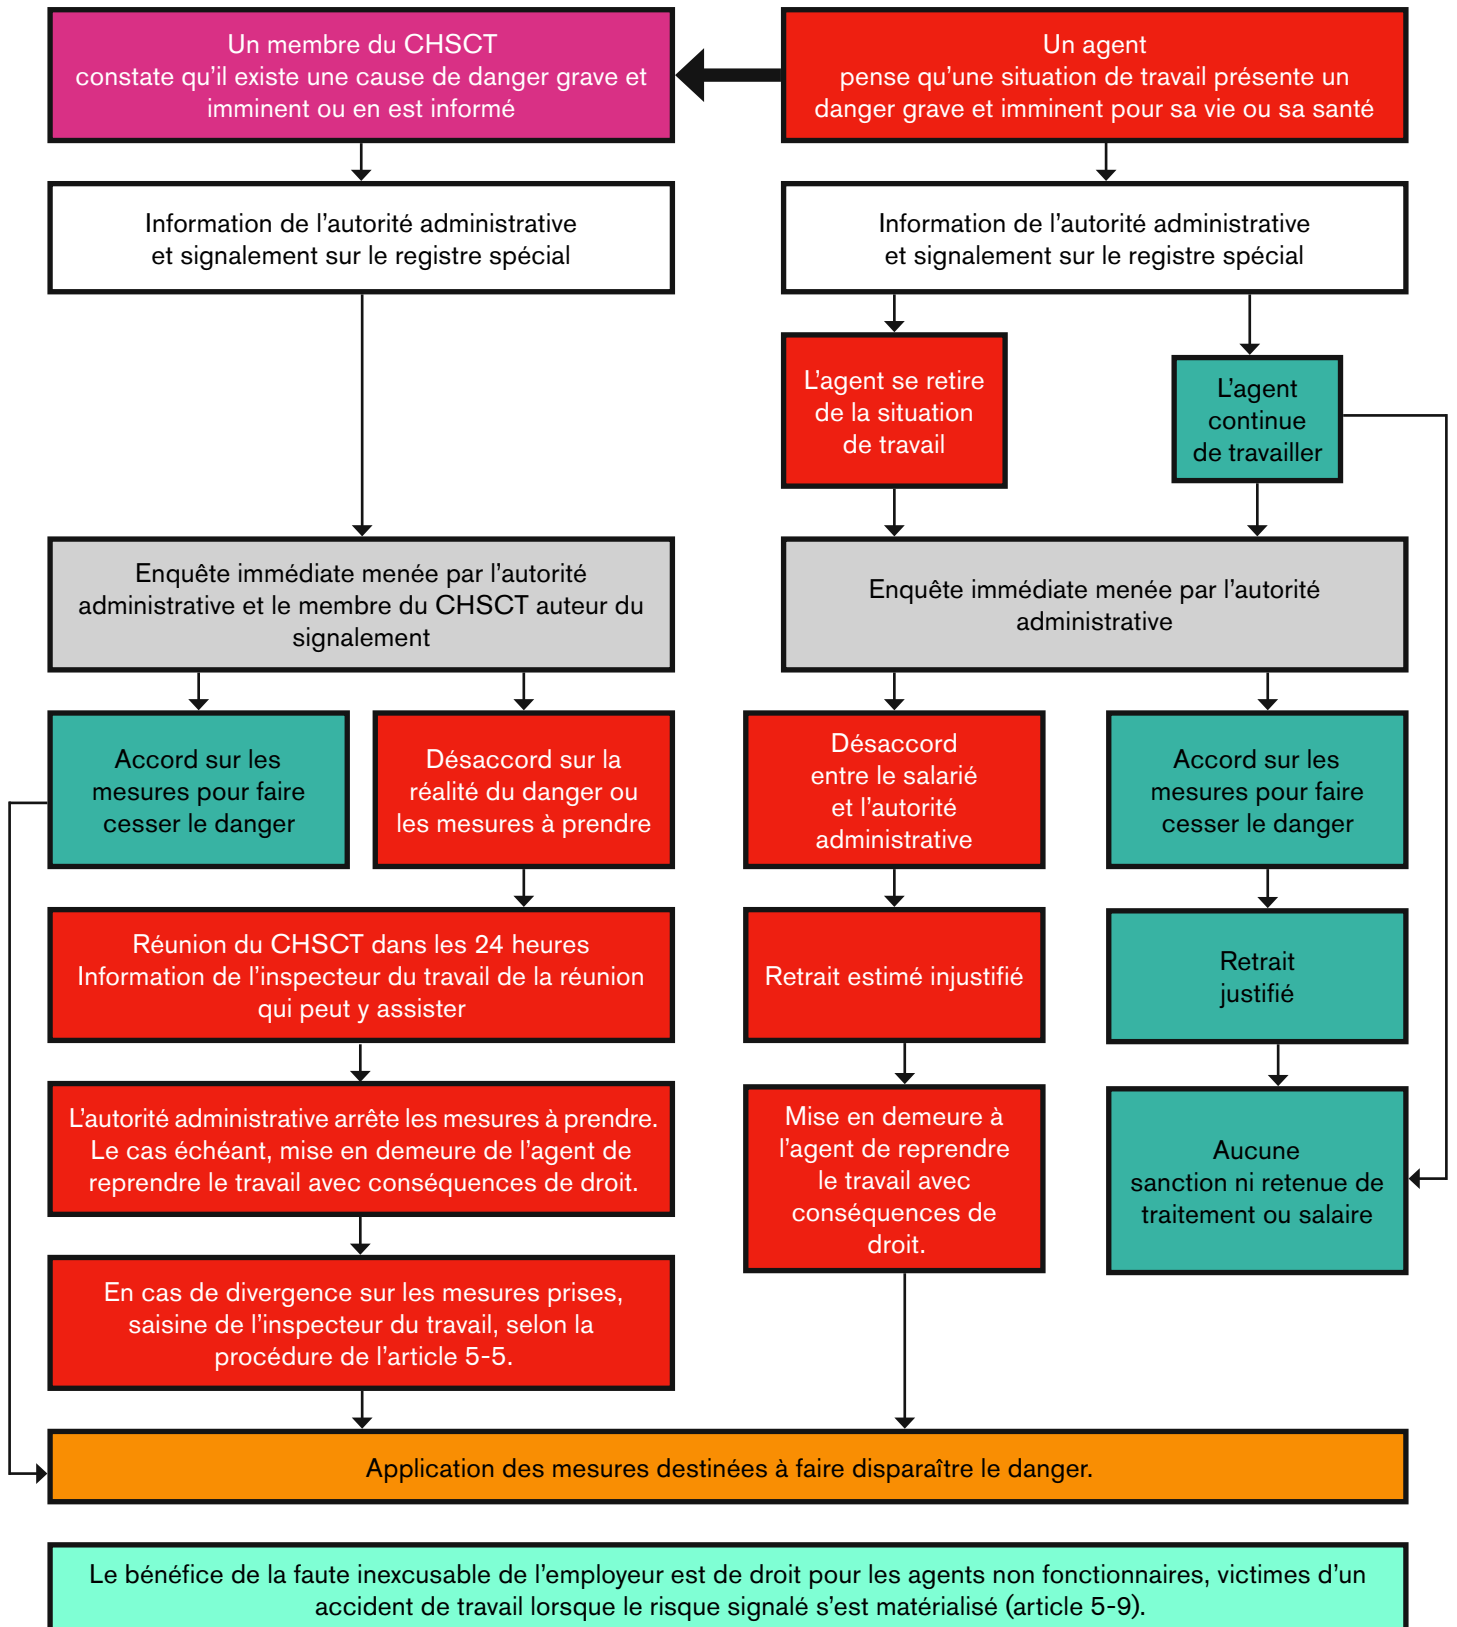 Un membre du CHSCT
constate qu'il existe une cause de danger grave et
imminent ou en est informé
Un agent
pense qu'une situation de travail présente un
danger grave et imminent pour sa vie ou sa santé
Information de l'autorité administrative
et signalement sur le registre spécial
Information de l'autorité administrative
et signalement sur le registre spécial
L'agent se retire
de la situation
de travail
L'agent
continue
de travailler
Enquête immédiate menée par l'autorité
administrative et le membre du CHSCT auteur du
signalement
Enquête immédiate menée par l'autorité
administrative
Accord sur les
mesures pour faire
cesser le danger
Désaccord sur la
réalité du danger ou
les mesures à prendre
Désaccord
entre le salarié
et l'autorité
administrative
Accord sur les
mesures pour faire
cesser le danger
Réunion du CHSCT dans les 24 heures
Information de l'inspecteur du travail de la réunion
qui peut y assister
Retrait estimé injustifié
Retrait
justifié
L'autorité administrative arrête les mesures à prendre.
Le cas échéant, mise en demeure de l'agent de
reprendre le travail avec conséquences de droit.
Mise en demeure à
l'agent de reprendre
le travail avec
conséquences de
droit.
Aucune
sanction ni retenue de
traitement ou salaire
En cas de divergence sur les mesures prises,
saisine de l'inspecteur du travail, selon la
procédure de l'article 5-5.
Application des mesures destinées à faire disparaître le danger.
Le bénéfice de la faute inexcusable de l'employeur est de droit pour les agents non fonctionnaires, victimes d'un
accident de travail lorsque le risque signalé s'est matérialisé (article 5-9).